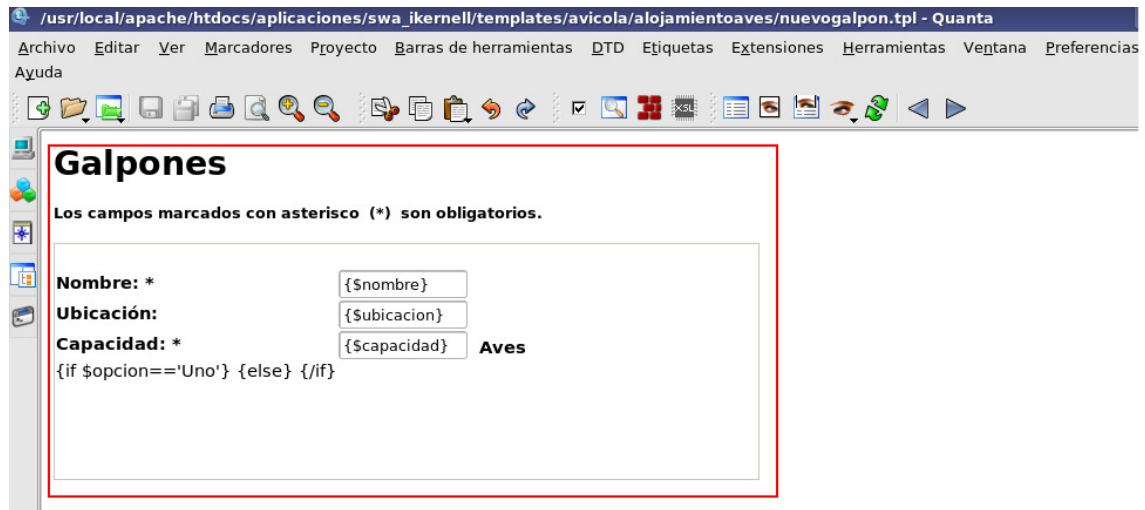 /usr/local/apache/htdocs/aplicaciones/swa_ikernell/templates/avicola/alojamientoaves/nuevogalpon.tpl - Quanta
Archivo Editar Ver Marcadores Proyecto Barras de herramientas DTD Etiquetas Extensiones Herramientas Ventana Preferencias
Ayuda
XSL
Galpones
Los campos marcados con asterisco (*) son obligatorios.
Nombre: * {$nombre}
Ubicación: {$ubicacion}
Capacidad: * {$capacidad} Aves
{if $opcion=='Uno'} {else} {/if}